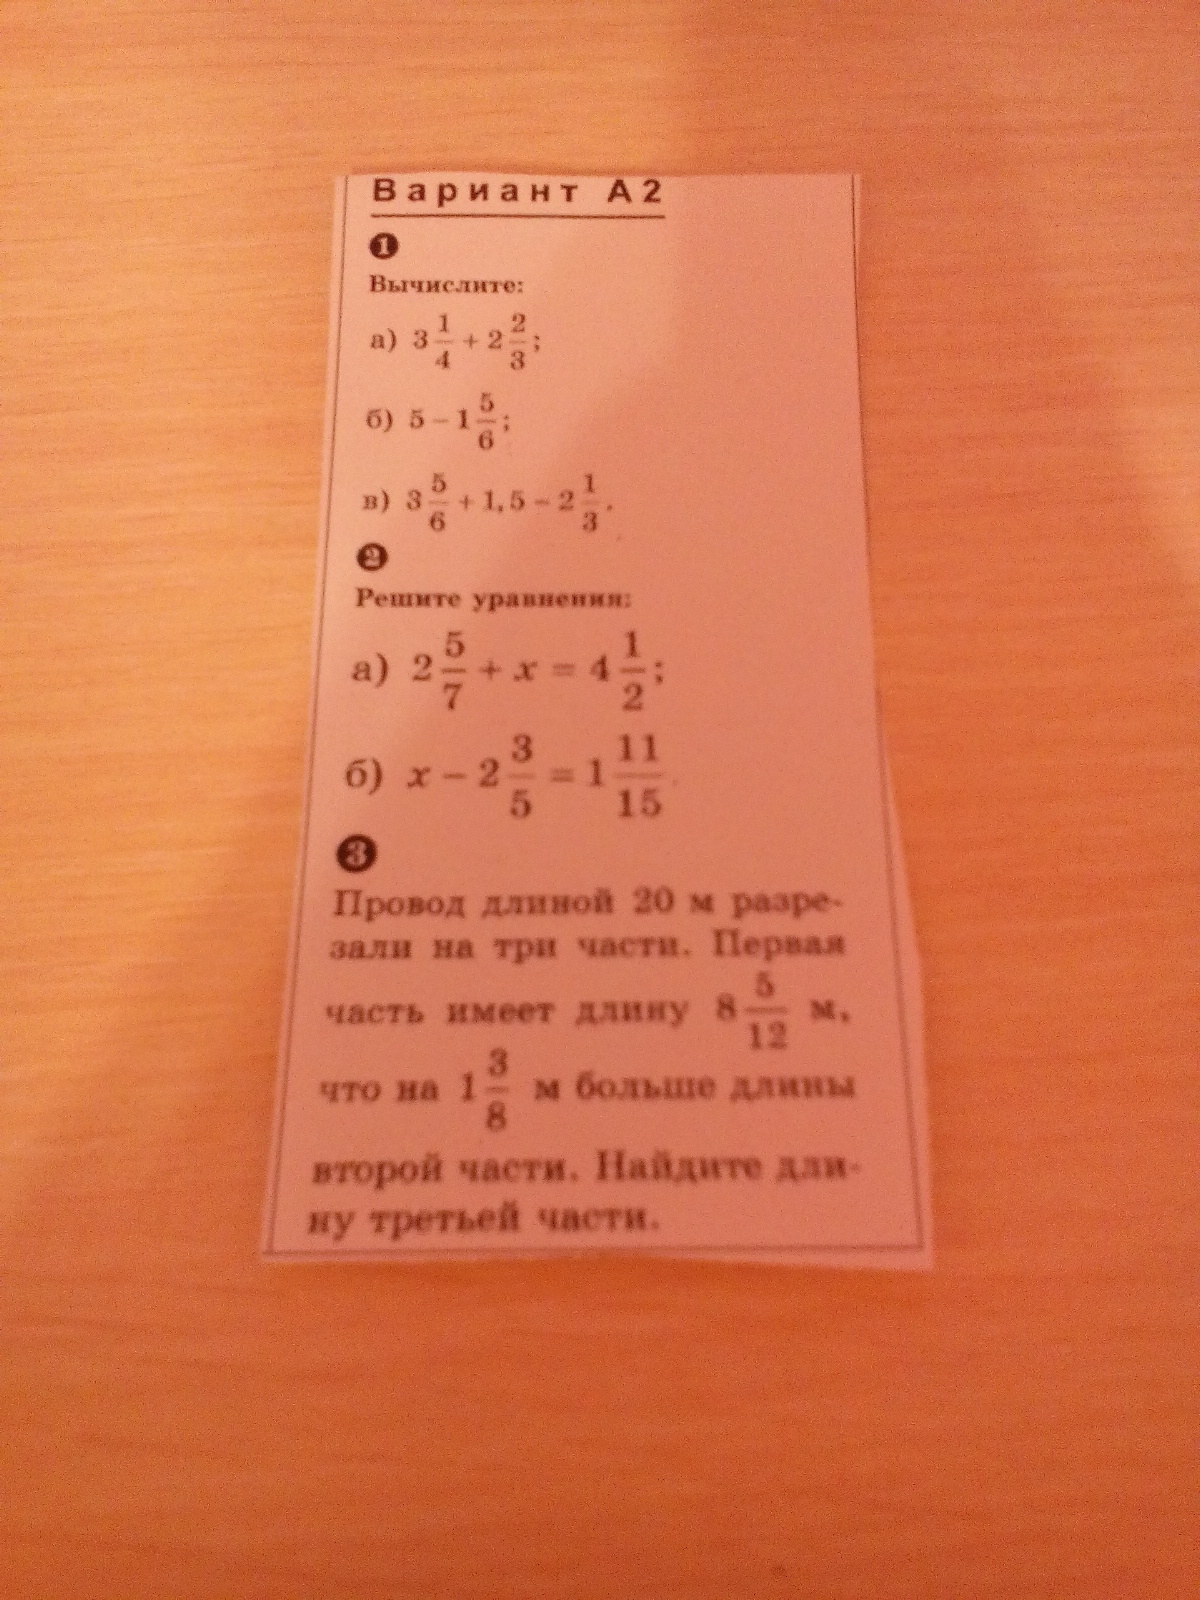 Вариант А2
1
Вычислите:
а) 3 1/4 + 2 2/3;
б) 5 − 1 5/6;
в) 3 5/6 + 1,5 − 2 1/3.
2
Решите уравнения:
а) 2 5/7 + x = 4 1/2;
б) x − 2 3/5 = 1 11/15
3
Провод длиной 20 м разре-
зали на три части. Первая
часть имеет длину 8 5/12 м,
что на 1 3/8 м больше длины
второй части. Найдите дли-
ну третьей части.